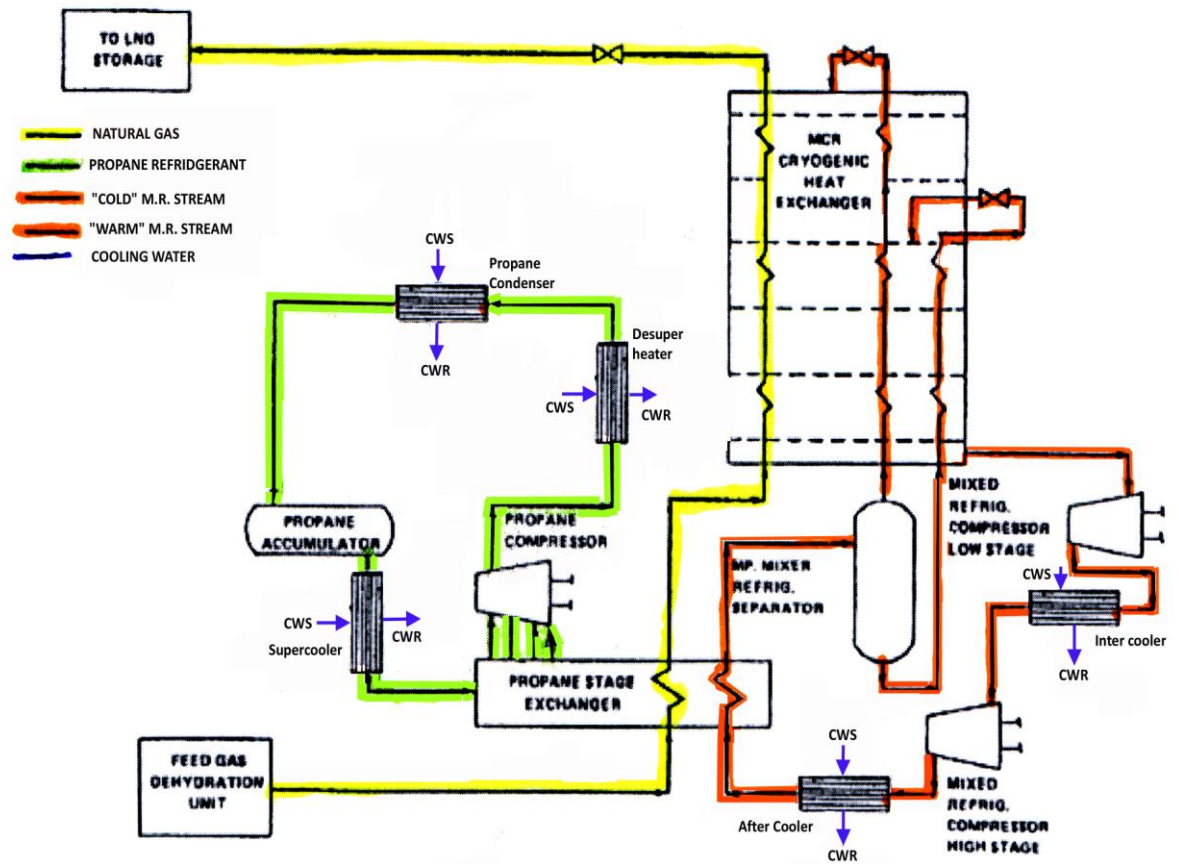 TO LNG
STORAGE
NATURAL GAS
PROPANE REFRIDGERANT
"COLD" M.R. STREAM
"WARM" M.R. STREAM
COOLING WATER
MCR
CRYOGENIC
HEAT
EXCHANGER
CWS
Propane
Condenser
CWR
Desuper
heater
CWS
CWR
PROPANE
ACCUMULATOR
PROPANE
COMPRESSOR
CWS
CWR
Supercooler
PROPANE STAGE
EXCHANGER
MP. MIXER
REFRIG.
SEPARATOR
MIXED
REFRIG.
COMPRESSOR
LOW STAGE
CWS
Inter cooler
CWR
FEED GAS
DEHYDRATION
UNIT
CWS
After Cooler
CWR
MIXED
REFRIG.
COMPRESSOR
HIGH STAGE